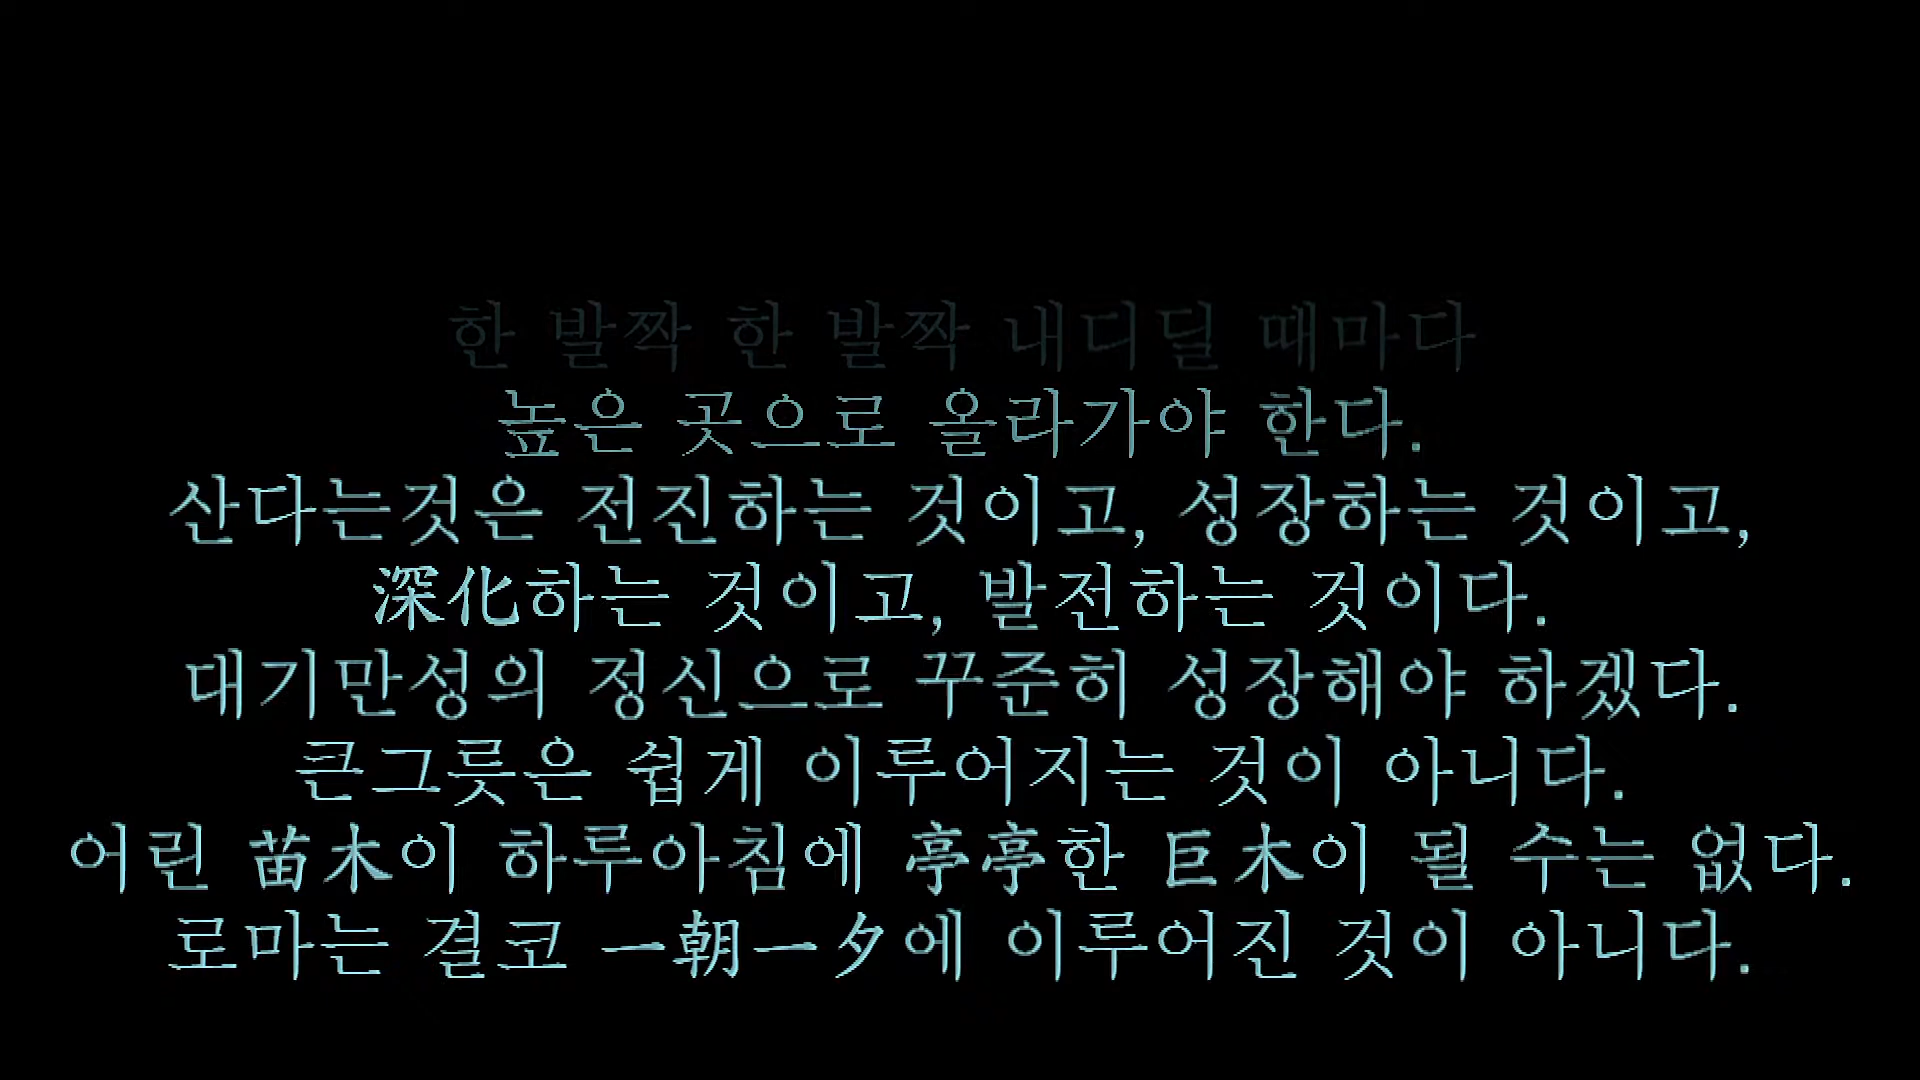 한 발짝 한 발짝 내디딜 때마다
높은 곳으로 올라가야 한다.
산다는것은 전진하는 것이고, 성장하는 것이고,
深化하는 것이고, 발전하는 것이다.
대기만성의 정신으로 꾸준히 성장해야 하겠다.
큰그릇은 쉽게 이루어지는 것이 아니다.
어린 苗木이 하루아침에 亭亭한 巨木이 될 수는 없다.
로마는 결코 一朝一夕에 이루어진 것이 아니다.